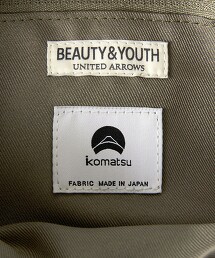 BEAUTY&YOUTH
UNITED ARROWS
komatsu
FABRIC MADE IN JAPAN